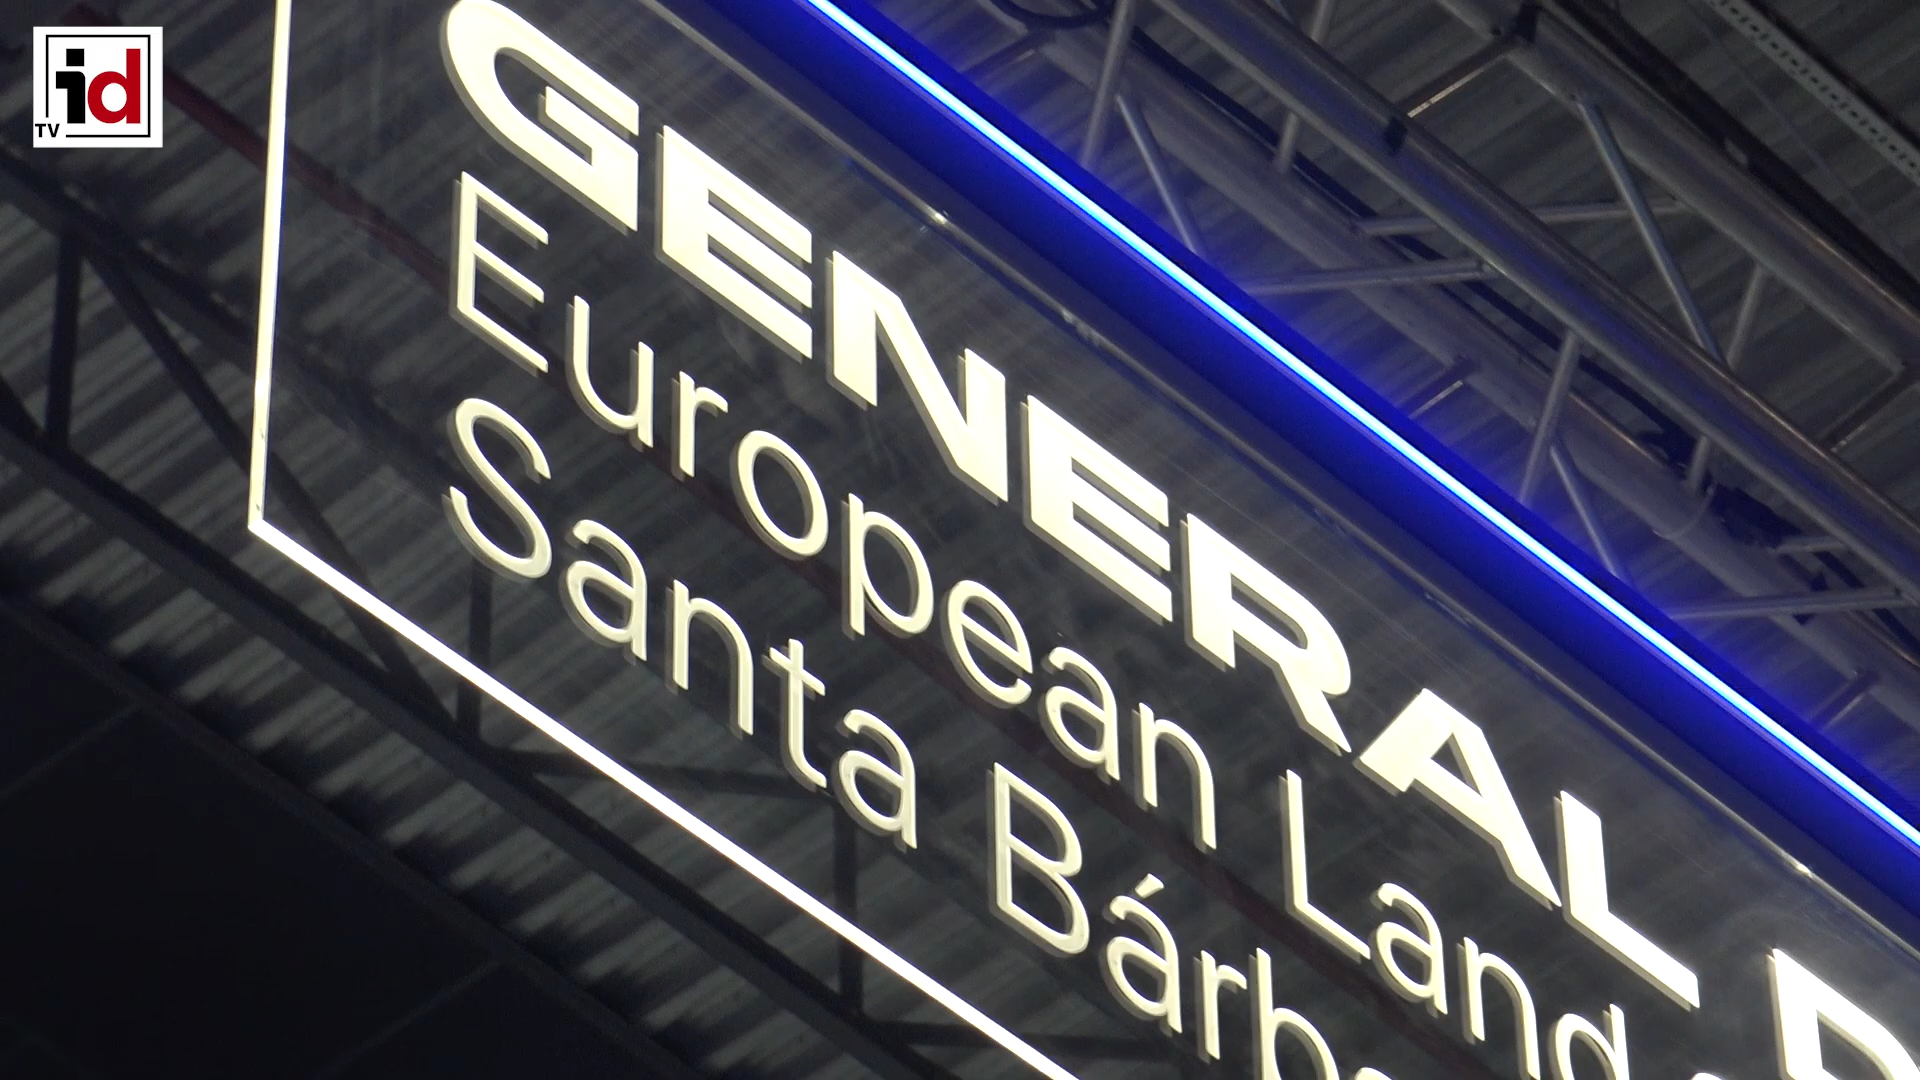 id
TV
GENERAL
European Land
Santa Bárb